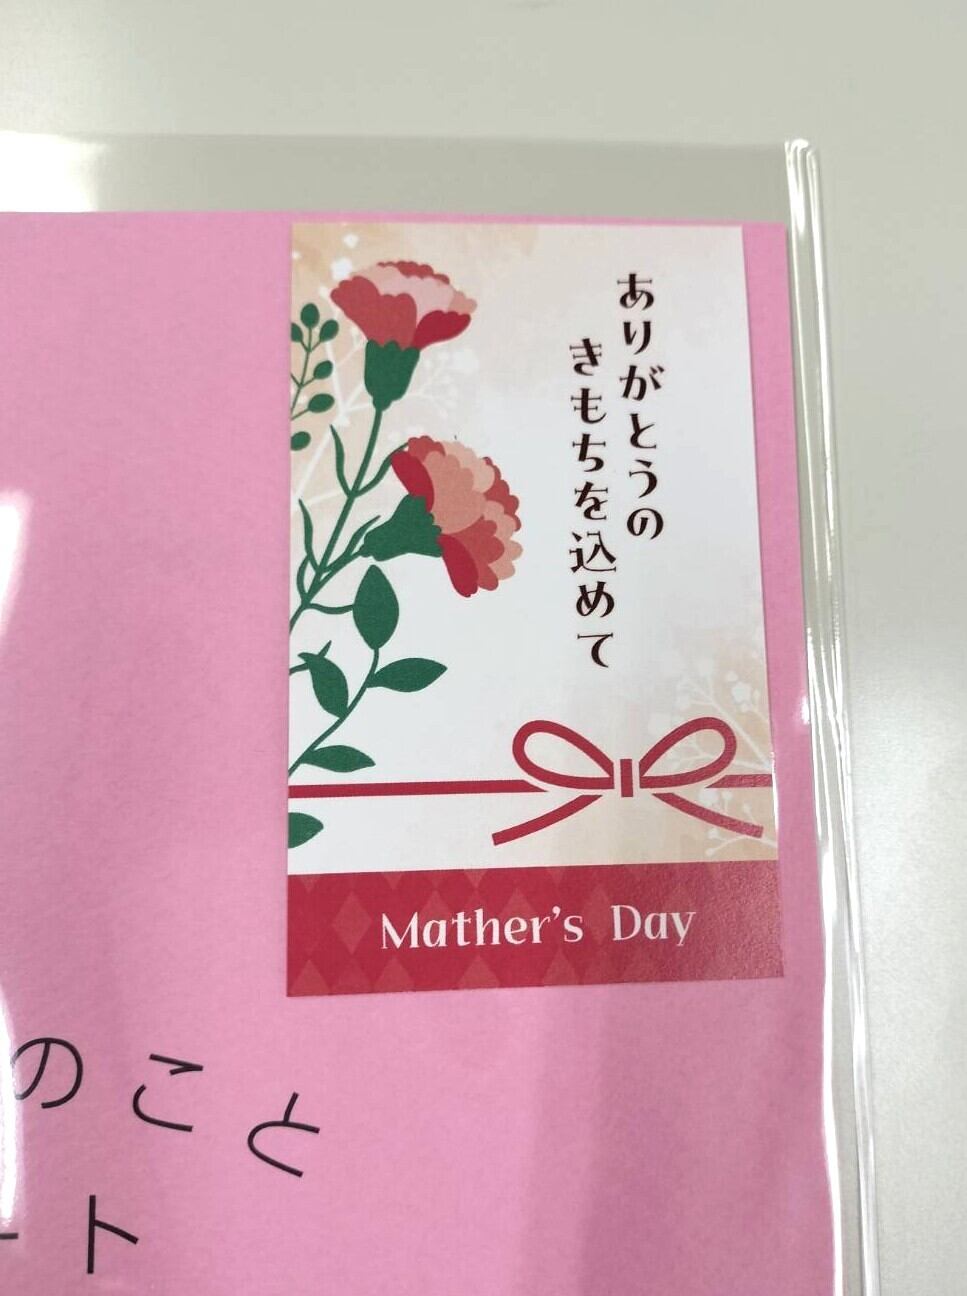 ありがとうの
きもちを込めて
Mather's Day
のこと
ート